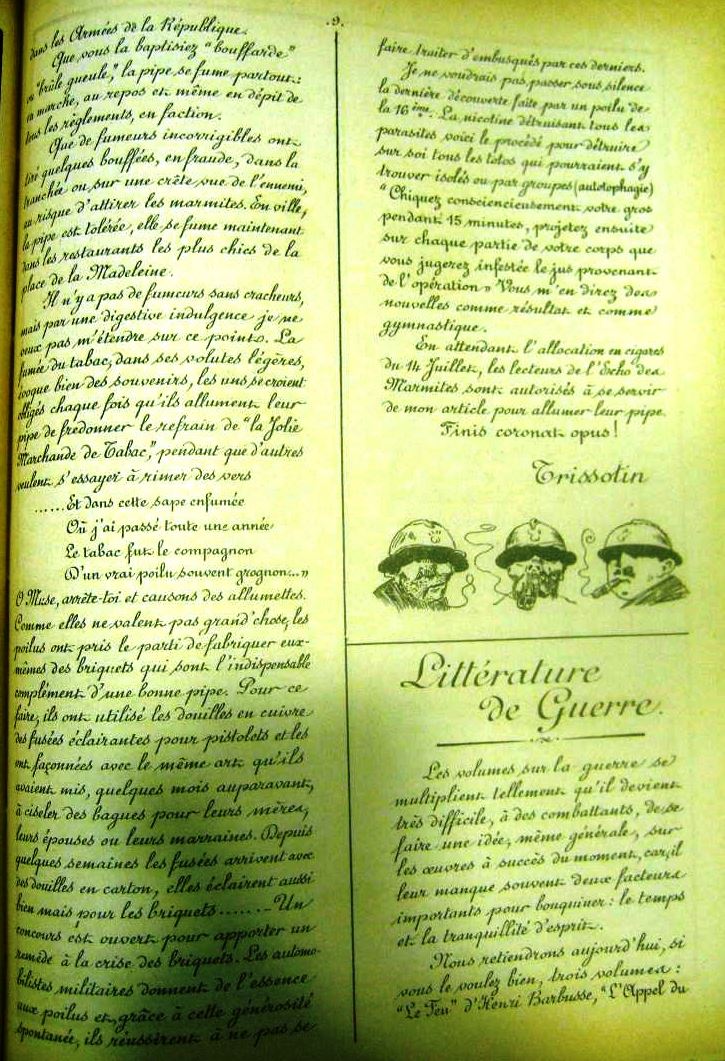 .9.
dans les Armées de la République.
Que vous la baptisiez "bouffarde"
ou "brûle gueule", la pipe se fume partout :
en marche, au repos et même en dépit de
tous les règlements, en faction.
Que de fumeurs incorrigibles ont
tiré quelques bouffées, en fraude, dans la
tranchée ou sur une crête vue de l'ennemi,
au risque d'attirer les marmites. En ville,
la pipe est tolérée, elle se fume maintenant
dans les restaurants les plus chics de la
place de la Madeleine.
Il n'y a pas de fumeurs sans cracheurs,
mais par une digestive indulgence je ne
veux pas m'étendre sur ce point. La
fumée du tabac, dans ses volutes légères,
évoque bien des souvenirs, les uns se croient
obligés chaque fois qu'ils allument leur
pipe de fredonner le refrain de "la Jolie
Marchande de Tabac", pendant que d'autres
veulent s'essayer à rimer des vers
......Et dans cette sape enfumée
Où j'ai passé toute une année
Le tabac fut le compagnon
D'un vrai poilu souvent grognon..."
O Muse, arrête-toi et causons des allumettes.
Comme elles ne valent pas grand'chose, les
poilus ont pris le parti de fabriquer eux-
mêmes des briquets qui sont l'indispensable
complément d'une bonne pipe. Pour ce
faire, ils ont utilisé les douilles en cuivre
des fusées éclairantes pour pistolets et les
ont façonnées avec le même art qu'ils
avaient mis, quelques mois auparavant,
à ciseler des bagues pour leurs mères,
leurs épouses ou leurs marraines. Depuis
quelques semaines les fusées arrivent avec
des douilles en carton, elles éclairent aussi
bien mais pour les briquets....... Un
concours est ouvert pour apporter un
remède à la crise des briquets. Les automo-
bilistes militaires donnent de l'essence
aux poilus et, grâce à cette générosité
spontanée, ils réussirent à ne pas se
faire traiter d'embusqués par ces derniers.
Je ne voudrais pas passer sous silence
la dernière découverte faite par un poilu de
la 16ème. La nicotine détruisant tous les
parasites voici le procédé pour détruire
sur soi tous les totos qui pourraient s'y
trouver isolés ou par groupes (autotophagie)
"Chiquez consciencieusement votre gros
pendant 15 minutes, projetez ensuite
sur chaque partie de votre corps que
vous jugerez infestée le jus provenant
de l'opération" Vous m'en direz des
nouvelles comme résultat et comme
gymnastique.
En attendant l'allocation en cigares
du 14 Juillet, les lecteurs de l'Echo des
Marmites sont autorisés à se servir
de mon article pour allumer leur pipe.
Finis coronat opus !
Trissotin
Littérature
de Guerre.
Les volumes sur la guerre se
multiplient tellement qu'il devient
très difficile, à des combattants, de se
faire une idée, même générale, sur
les œuvres à succès du moment, car, il
leur manque souvent deux facteurs
importants pour bouquiner : le temps
et la tranquillité d'esprit.
Nous retiendrons aujourd'hui, si
vous le voulez bien, trois volumes :
"Le Feu" d'Henri Barbusse, "L'Appel du